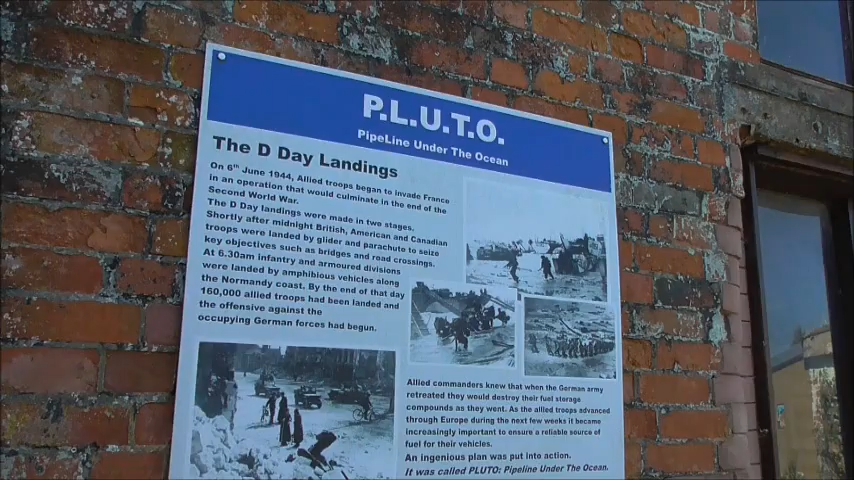 P.L.U.T.O.
PipeLine Under The Ocean
The D Day Landings
On 6th June 1944, Allied troops began to invade France
in an operation that would culminate in the end of the
Second World War.
The D Day landings were made in two stages.
Shortly after midnight British, American and Canadian
troops were landed by glider and parachute to seize
key objectives such as bridges and road crossings.
At 6.30am infantry and armoured divisions
were landed by amphibious vehicles along
the Normandy coast. By the end of that day
160,000 allied troops had been landed and
the offensive against the
occupying German forces had begun.
Allied commanders knew that when the German army
retreated they would destroy their fuel storage
compounds as they went. As the allied troops advanced
through Europe during the next few weeks it became
increasingly important to ensure a reliable source of
fuel for their vehicles.
An ingenious plan was put into action.
It was called PLUTO: Pipeline Under The Ocean.